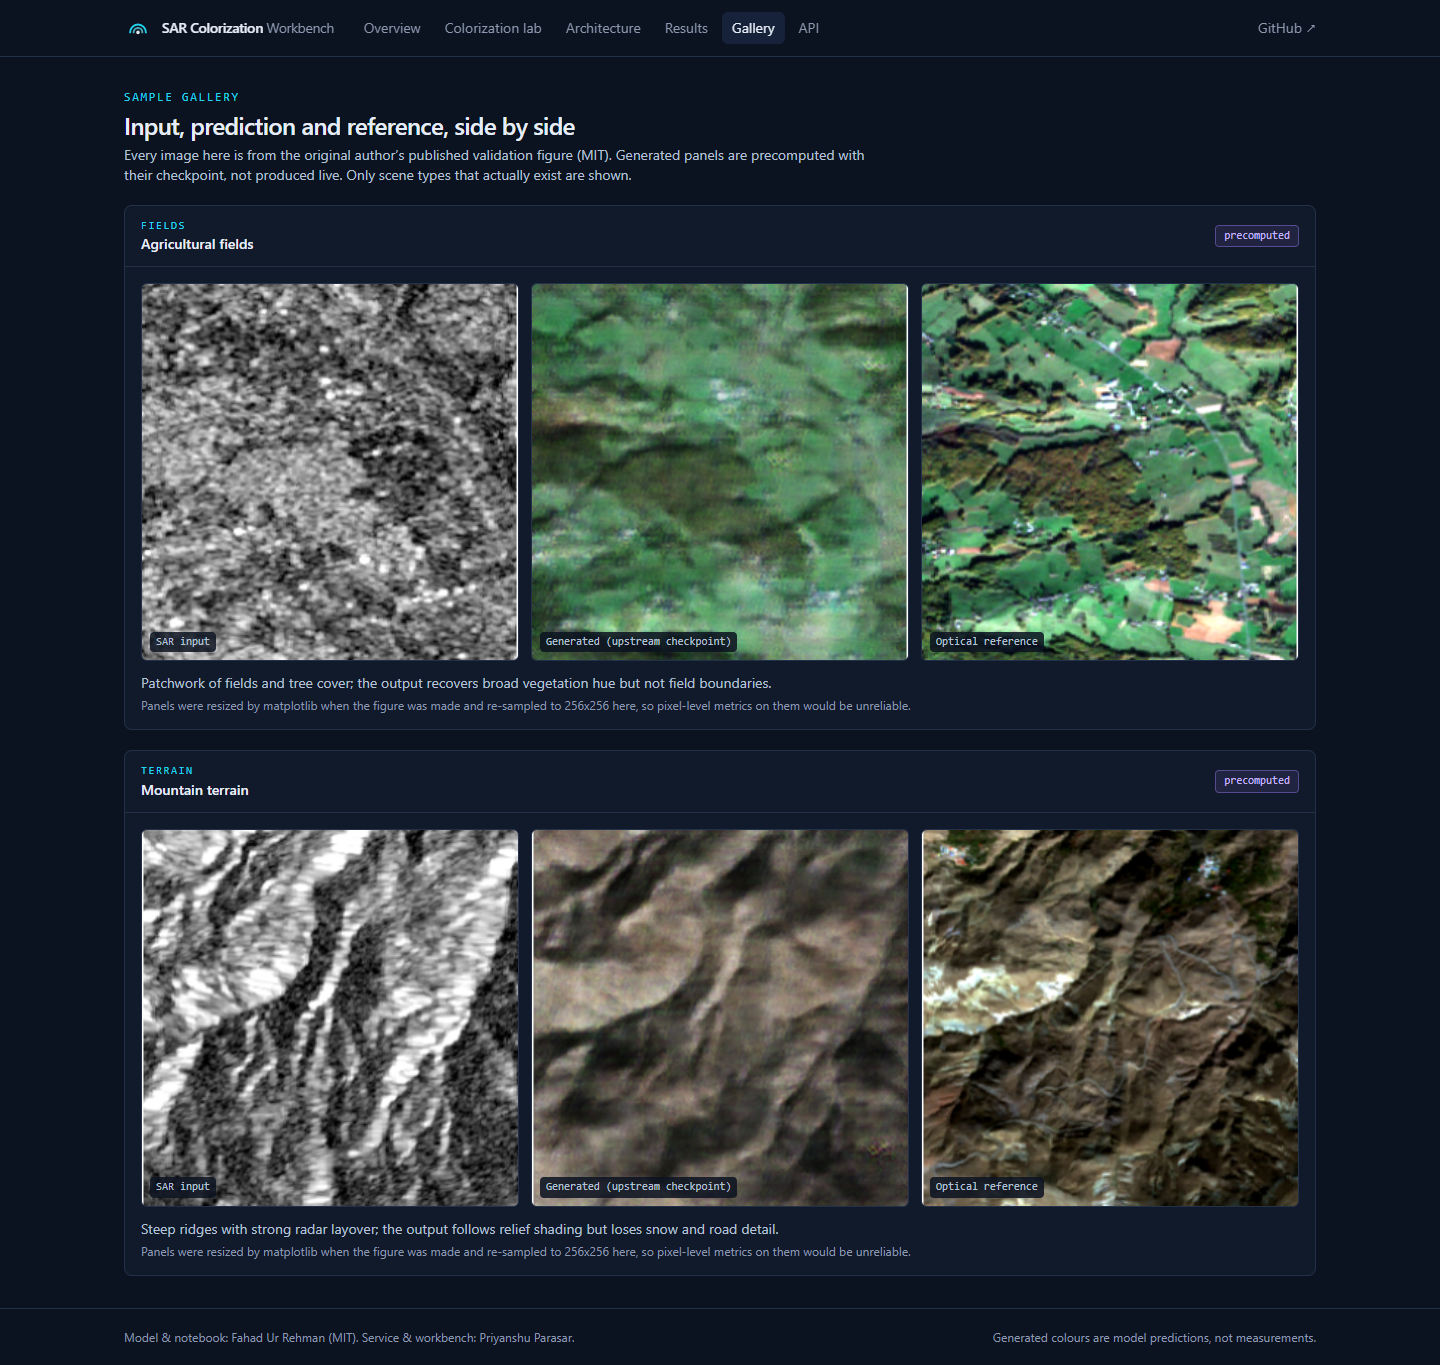 SAR Colorization Workbench Overview Colorization lab Architecture Results Gallery API GitHub ↗
SAMPLE GALLERY
Input, prediction and reference, side by side
Every image here is from the original author’s published validation figure (MIT). Generated panels are precomputed with
their checkpoint, not produced live. Only scene types that actually exist are shown.
FIELDS
Agricultural fields
precomputed
SAR input
Generated (upstream checkpoint)
Optical reference
Patchwork of fields and tree cover; the output recovers broad vegetation hue but not field boundaries.
Panels were resized by matplotlib when the figure was made and re-sampled to 256x256 here, so pixel-level metrics on them would be unreliable.
TERRAIN
Mountain terrain
precomputed
SAR input
Generated (upstream checkpoint)
Optical reference
Steep ridges with strong radar layover; the output follows relief shading but loses snow and road detail.
Panels were resized by matplotlib when the figure was made and re-sampled to 256x256 here, so pixel-level metrics on them would be unreliable.
Model & notebook: Fahad Ur Rehman (MIT). Service & workbench: Priyanshu Parasar.
Generated colours are model predictions, not measurements.